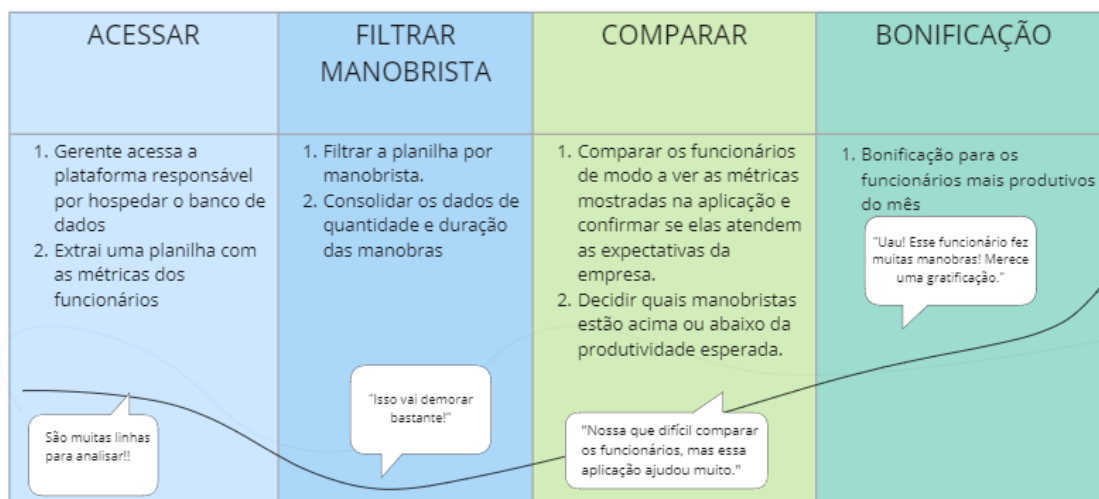 ACESSAR
FILTRAR
MANOBRISTA
COMPARAR
BONIFICAÇÃO
1. Gerente acessa a
plataforma responsável
por hospedar o banco de
dados
2. Extrai uma planilha com
as métricas dos
funcionários
São muitas linhas
para analisar!!
1. Filtrar a planilha por
manobrista.
2. Consolidar os dados de
quantidade e duração
das manobras
"Isso vai demorar
bastante!"
1. Comparar os funcionários
de modo a ver as métricas
mostradas na aplicação e
confirmar se elas atendem
as expectativas da
empresa.
2. Decidir quais manobristas
estão acima ou abaixo da
produtividade esperada.
"Nossa que difícil comparar
os funcionários, mas essa
aplicação ajudou muito."
1. Bonificação para os
funcionários mais produtivos
do mês
"Uau! Esse funcionário fez
muitas manobras! Merece
uma gratificação."